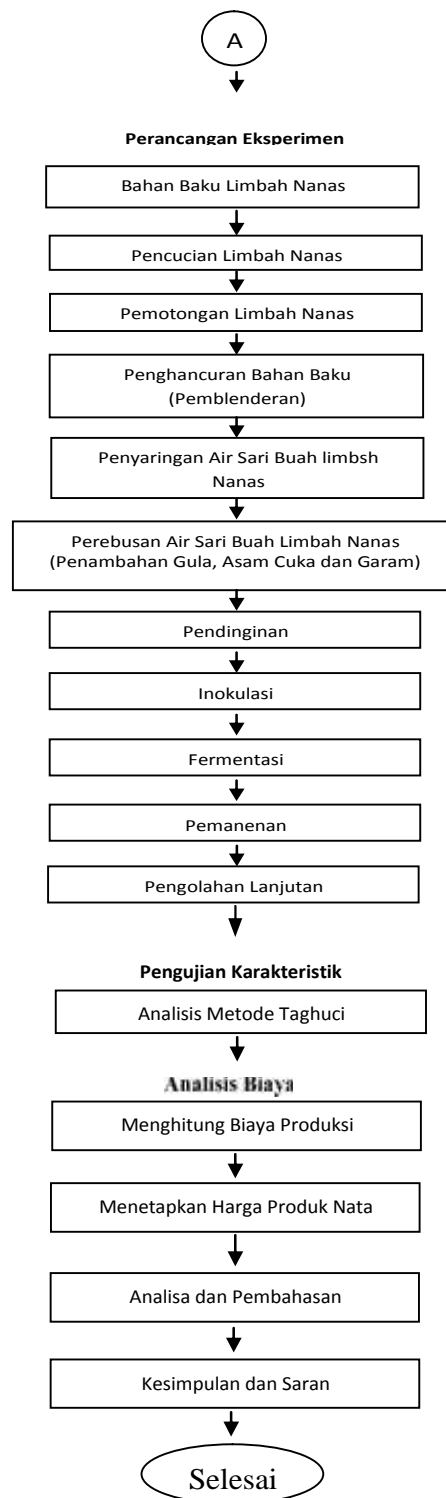 A
Perancangan Eksperimen
Bahan Baku Limbah Nanas
Pencucian Limbah Nanas
Pemotongan Limbah Nanas
Penghancuran Bahan Baku
(Pemblenderan)
Penyaringan Air Sari Buah limbsh
Nanas
Perebusan Air Sari Buah Limbah Nanas
(Penambahan Gula, Asam Cuka dan Garam)
Pendinginan
Inokulasi
Fermentasi
Pemanenan
Pengolahan Lanjutan
Pengujian Karakteristik
Analisis Metode Taghuci
Analisis Biaya
Menghitung Biaya Produksi
Menetapkan Harga Produk Nata
Analisa dan Pembahasan
Kesimpulan dan Saran
Selesai